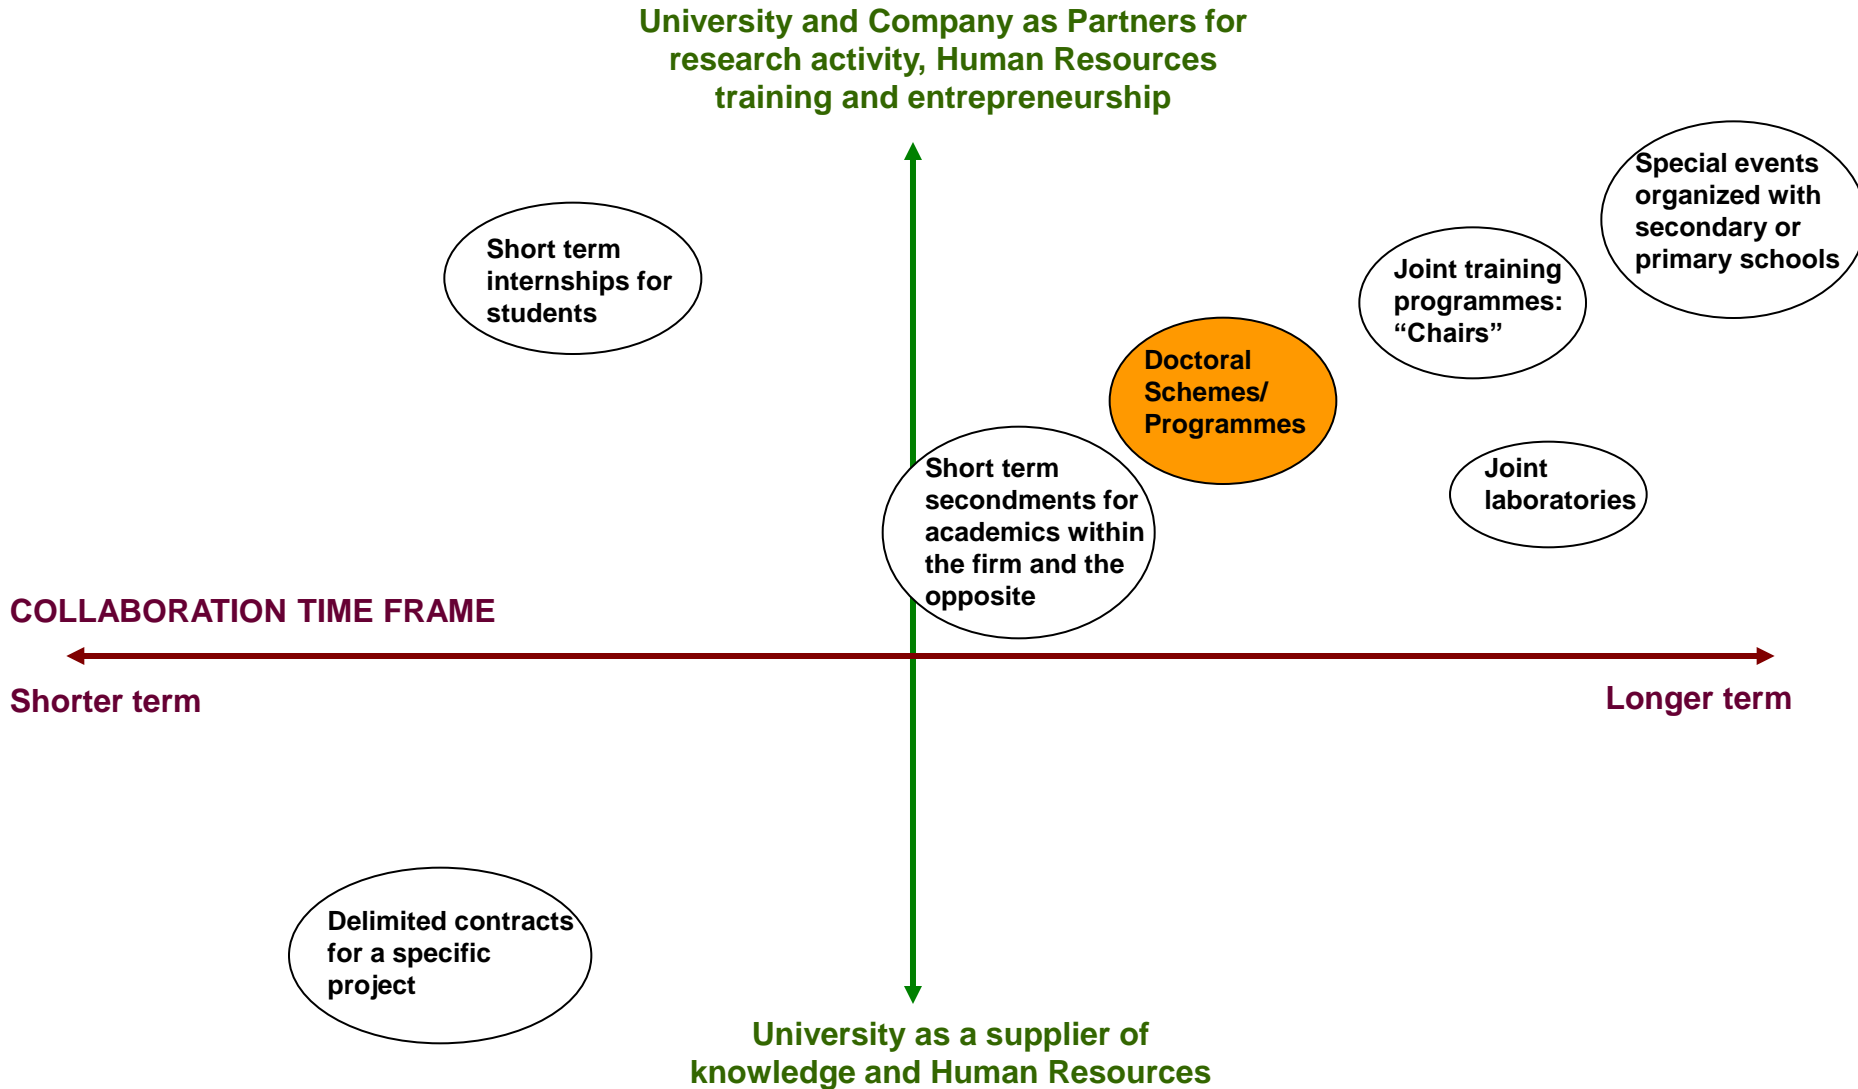 University and Company as Partners for
research activity, Human Resources
training and entrepreneurship
Special events
organized with
secondary or
primary schools
Short term
internships for
students
Joint training
programmes:
“Chairs”
Doctoral
Schemes/
Programmes
Short term
secondments for
academics within
the firm and the
opposite
Joint
laboratories
COLLABORATION TIME FRAME
Shorter term
Longer term
Delimited contracts
for a specific
project
University as a supplier of
knowledge and Human Resources